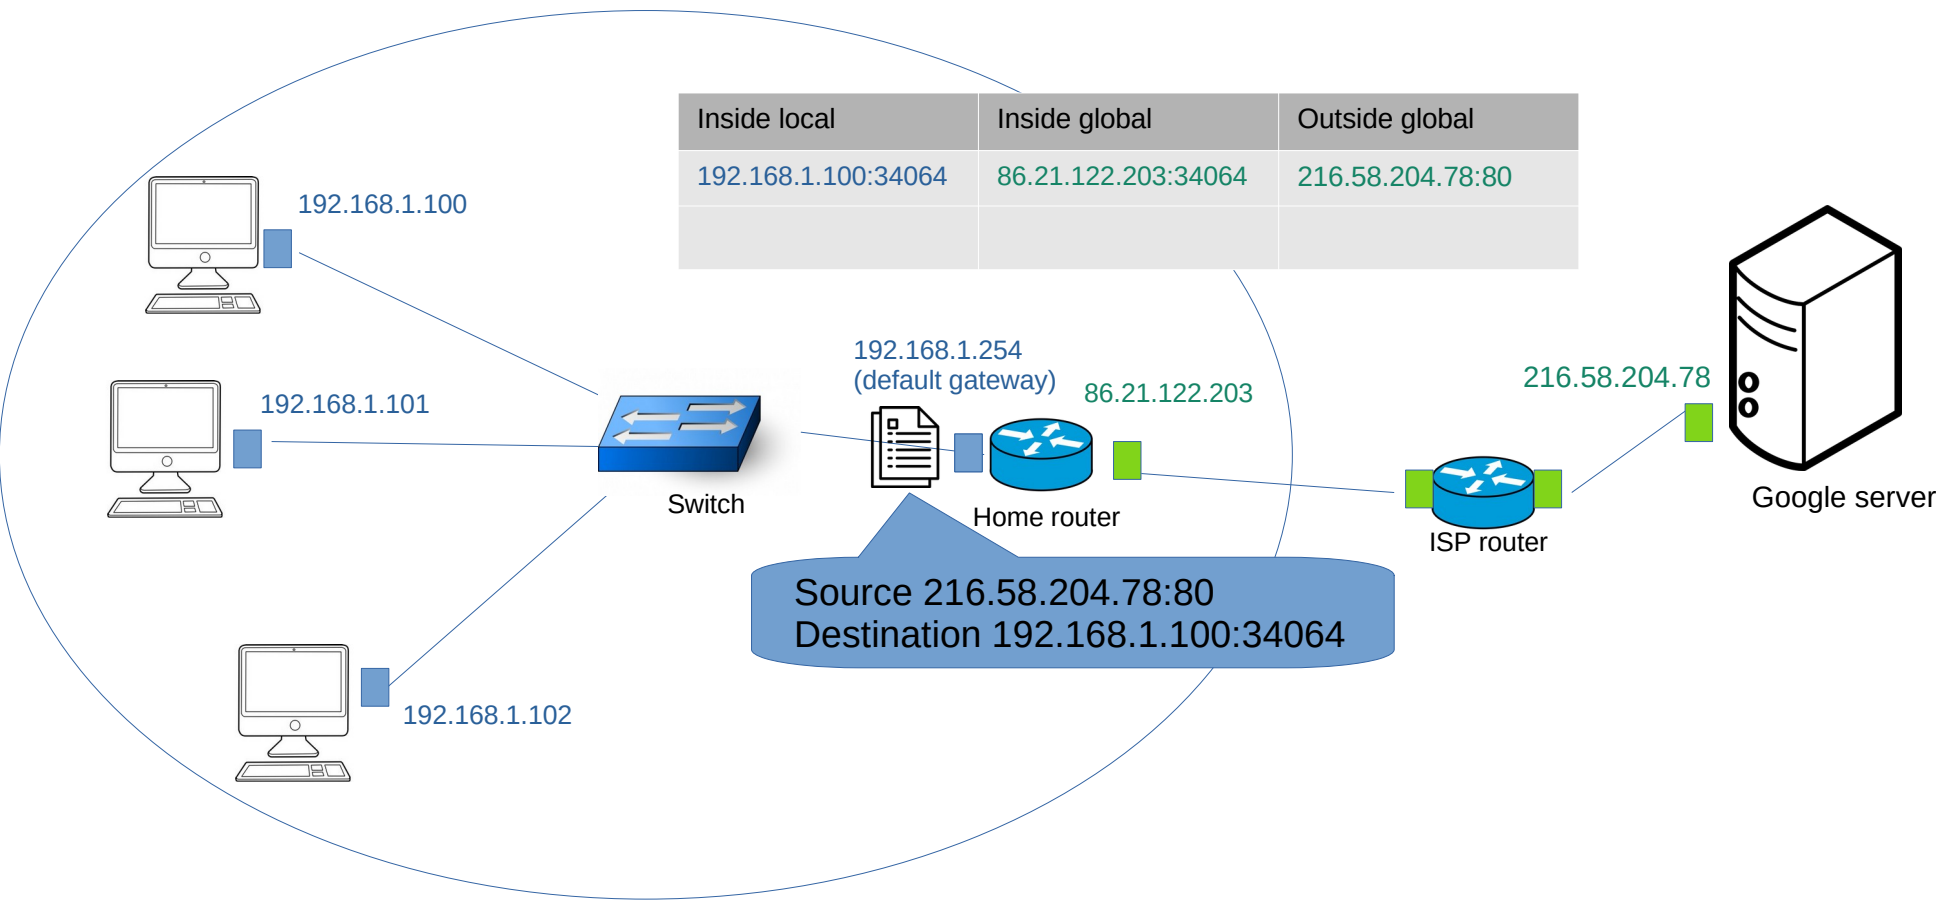 Inside local
Inside global
Outside global
192.168.1.100:34064
86.21.122.203:34064
216.58.204.78:80
192.168.1.100
192.168.1.254
(default gateway)
86.21.122.203
216.58.204.78
192.168.1.101
Switch
Home router
Google server
ISP router
Source 216.58.204.78:80
Destination 192.168.1.100:34064
192.168.1.102